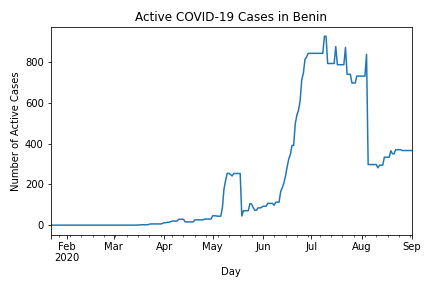 Active COVID-19 Cases in Benin
Number of Active Cases
800
600
400
200
0
Feb
2020
Mar
Apr
May
Jun
Jul
Aug
Sep
Day